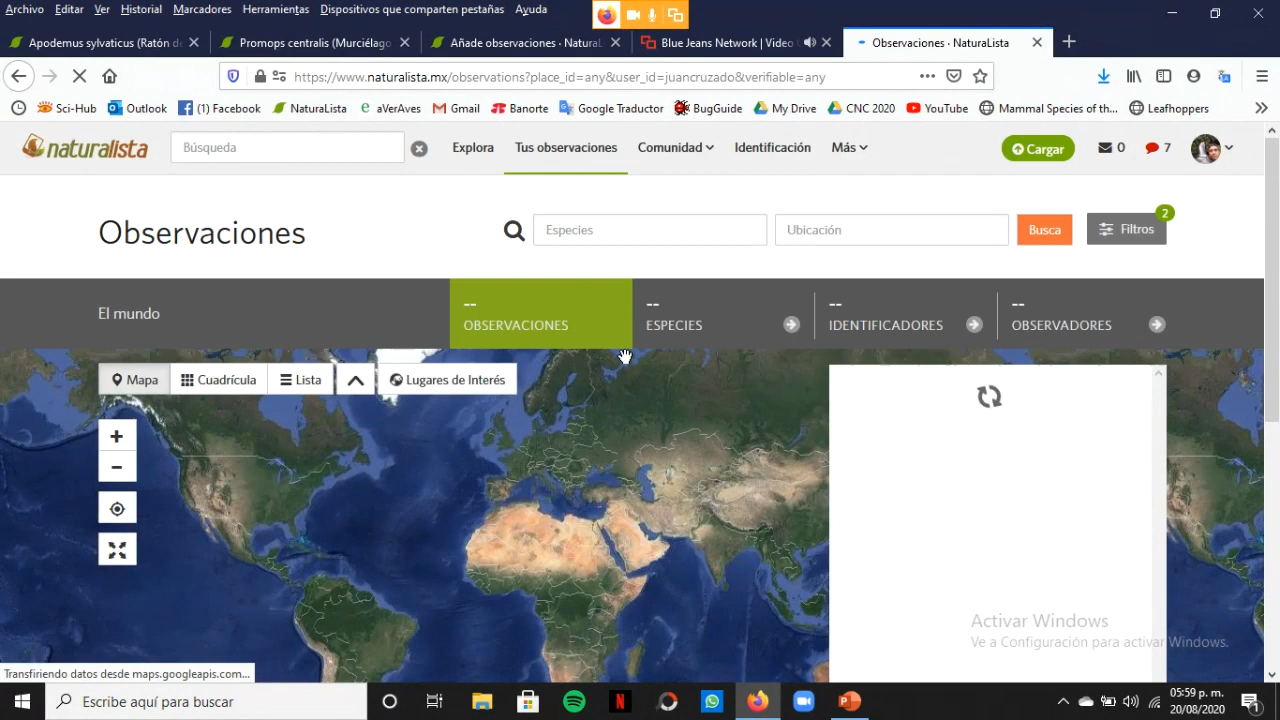 Archivo Editar Ver Historial Marcadores Herramientas Dispositivos que comparten pestañas Ayuda
Apodemus sylvaticus (Ratón de
Promops centralis (Murciélago
Añade observaciones · NaturaL
Blue Jeans Network | Video
Observaciones · NaturaLista
https://www.naturalista.mx/observations?place_id=any&user_id=juancruzado&verifiable=any
Sci-Hub Outlook (1) Facebook NaturaLista aVerAves Gmail Banorte Google Traductor BugGuide My Drive CNC 2020 YouTube Mammal Species of th... Leafhoppers
naturalista Búsqueda Explora Tus observaciones Comunidad Identificación Más Cargar 0 7
2
Observaciones Especies Ubicación Busca Filtros
-- -- -- --
El mundo
OBSERVACIONES ESPECIES IDENTIFICADORES OBSERVADORES
Mapa Cuadrícula Lista Lugares de Interés
+
−
Activar Windows
Ve a Configuración para activar Windows.
Transfiriendo datos desde maps.googleapis.com...
Escribe aquí para buscar
05:59 p. m.
20/08/2020
1